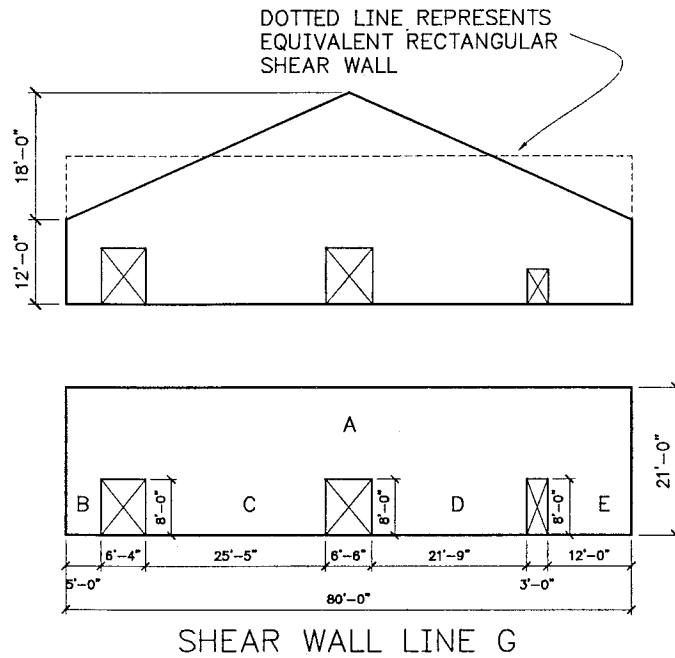 DOTTED LINE REPRESENTS
EQUIVALENT RECTANGULAR
SHEAR WALL
18'-0"
12'-0"
A
21'-0"
B
8'-0"
C
8'-0"
D
8'-0"
E
6'-4"
25'-5"
6'-6"
21'-9"
12'-0"
5'-0"
3'-0"
80'-0"
SHEAR WALL LINE G